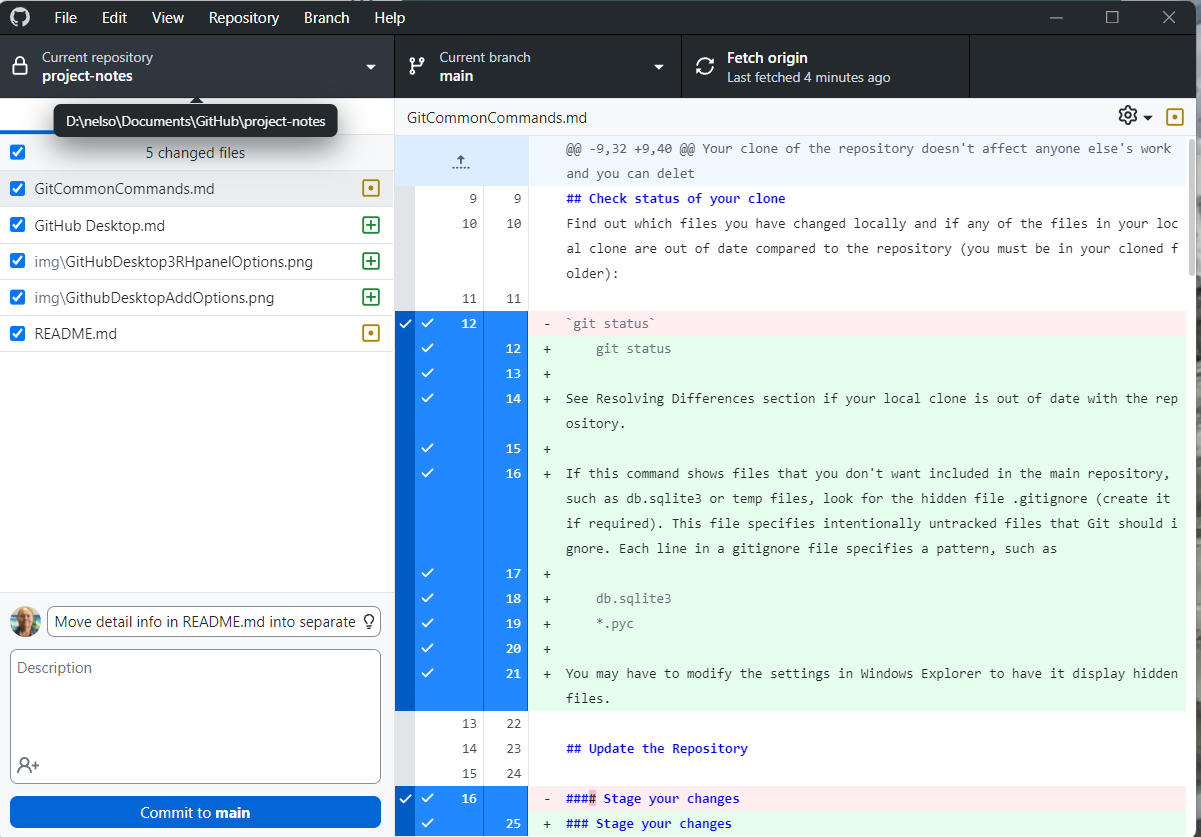 File Edit View Repository Branch Help
Current repository
project-notes
Current branch
main
Fetch origin
Last fetched 4 minutes ago
D:\nelso\Documents\GitHub\project-notes
5 changed files
GitCommonCommands.md
GitHub Desktop.md
img\GitHubDesktop3RHpanelOptions.png
img\GithubDesktopAddOptions.png
README.md
Move detail info in README.md into separate
Description
Commit to main
GitCommonCommands.md
@@ -9,32 +9,40 @@ Your clone of the repository doesn't affect anyone else's work
and you can delet
9 9 ## Check status of your clone
10 10 Find out which files you have changed locally and if any of the files in your loc
al clone are out of date compared to the repository (you must be in your cloned f
older):
11 11
12 - `git status`
12 + git status
13 +
14 + See Resolving Differences section if your local clone is out of date with the rep
ository.
15 +
16 + If this command shows files that you don't want included in the main repository,
such as db.sqlite3 or temp files, look for the hidden file .gitignore (create it
if required). This file specifies intentionally untracked files that Git should i
gnore. Each line in a gitignore file specifies a pattern, such as
17 +
18 + db.sqlite3
19 + *.pyc
20 +
21 + You may have to modify the settings in Windows Explorer to have it display hidden
files.
13 22
14 23 ## Update the Repository
15 24
16 - #### Stage your changes
25 + ### Stage your changes